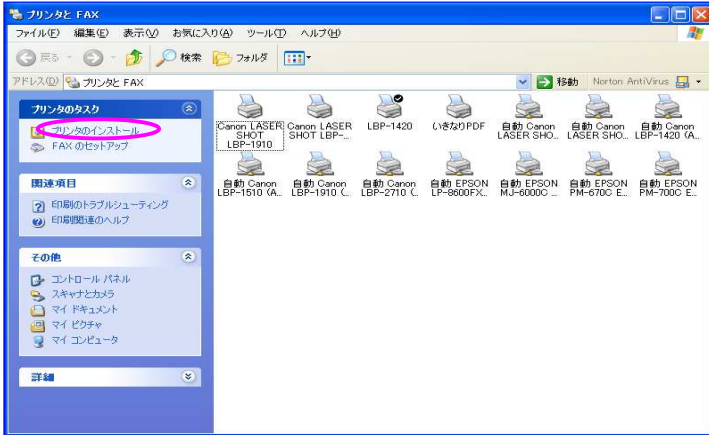 プリンタと FAX
ファイル(F) 編集(E) 表示(V) お気に入り(A) ツール(T) ヘルプ(H)
戻る 検索 フォルダ
アドレス(D) プリンタと FAX 移動 Norton AntiVirus
プリンタのタスク
プリンタのインストール
FAX のセットアップ
関連項目
印刷のトラブルシューティング
印刷関連のヘルプ
その他
コントロール パネル
スキャナとカメラ
マイ ドキュメント
マイ ピクチャ
マイ コンピュータ
詳細
Canon LASER SHOT LBP-1910
Canon LASER SHOT LBP-...
LBP-1420
いきなりPDF
自動 Canon LASER SHO...
自動 Canon LASER SHO...
自動 Canon LBP-1420 (A...
自動 Canon LBP-1510 (A...
自動 Canon LBP-1910 (...
自動 Canon LBP-2710 (...
自動 EPSON LP-8600FX...
自動 EPSON MJ-6000C ...
自動 EPSON PM-670C E...
自動 EPSON PM-700C E...